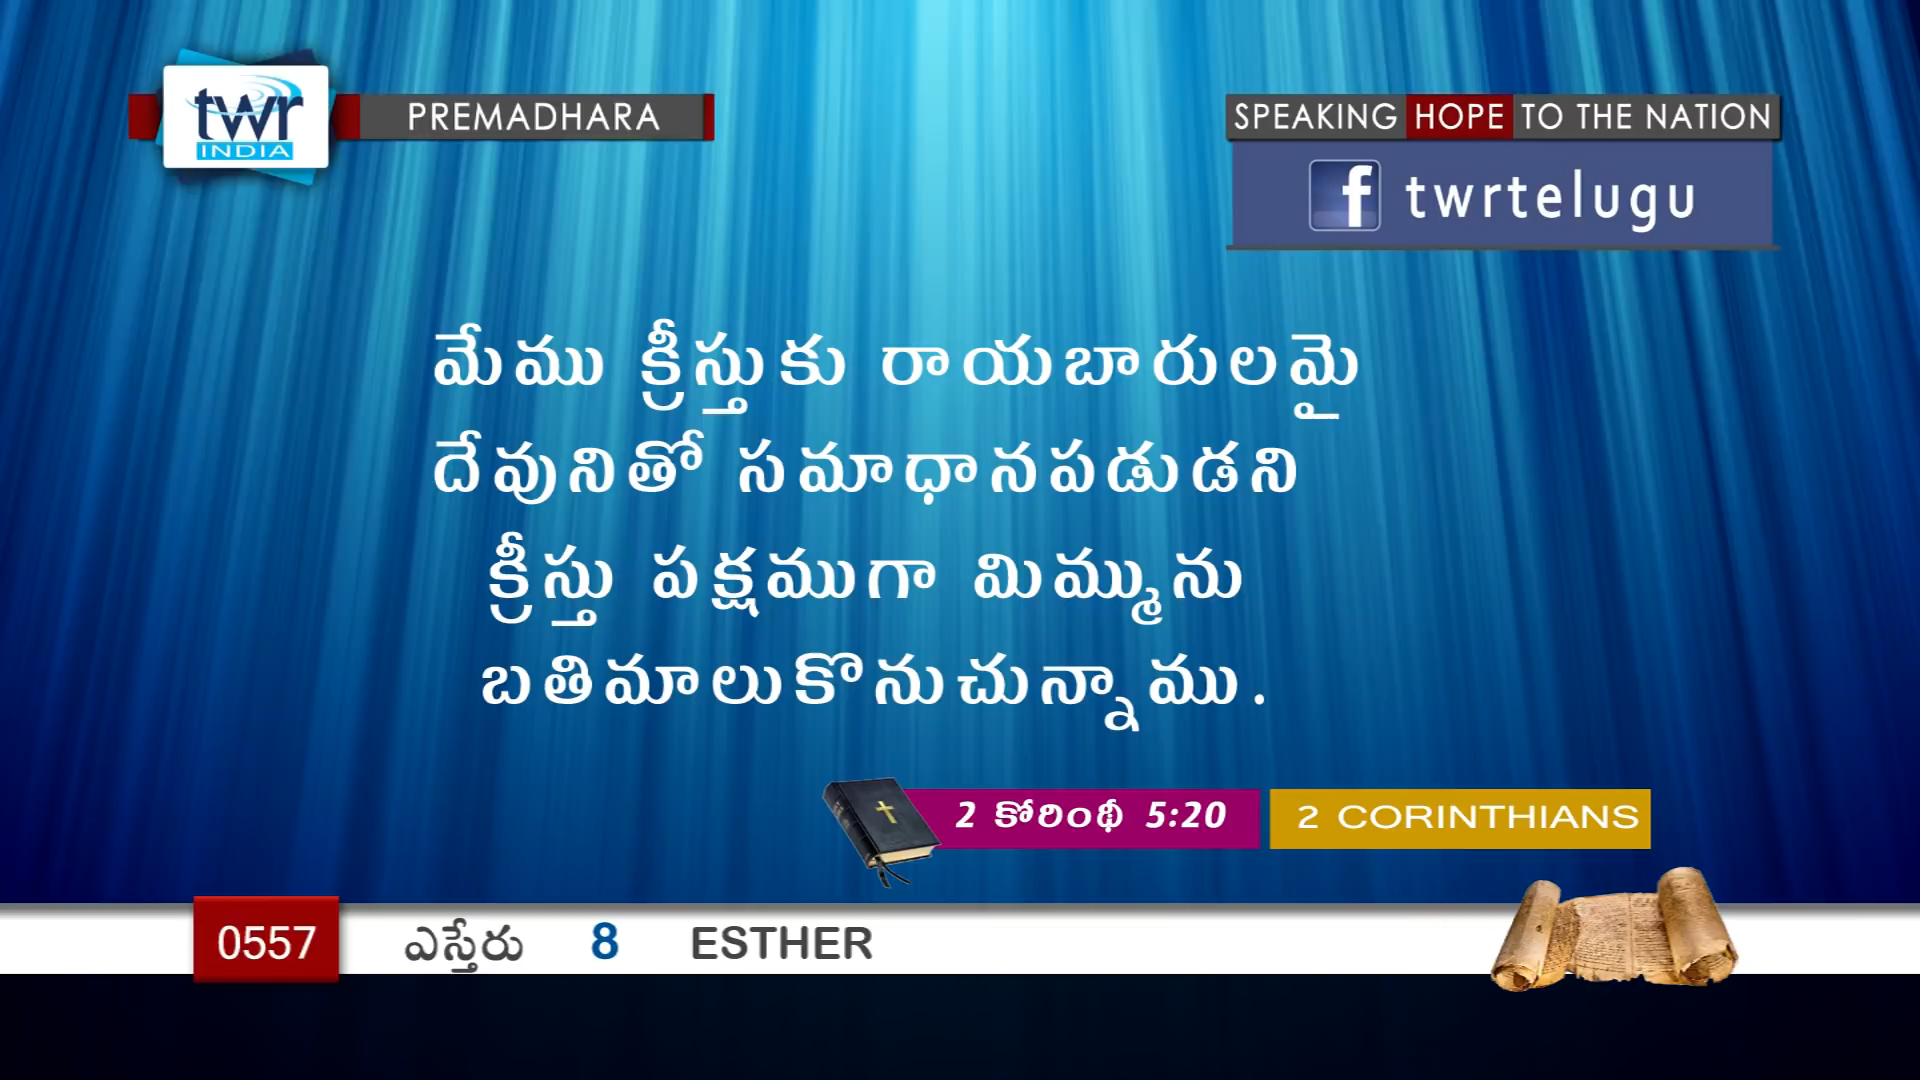 twr
INDIA
PREMADHARA
SPEAKING HOPE TO THE NATION
f twrtelugu
మేము క్రీస్తుకు రాయబారులమై
దేవునితో సమాధానపడుడని
క్రీస్తు పక్షముగా మిమ్మును
బతిమాలుకొనుచున్నాము.
2 కోరింథీ 5:20
2 CORINTHIANS
0557 ఎస్తేరు 8 ESTHER